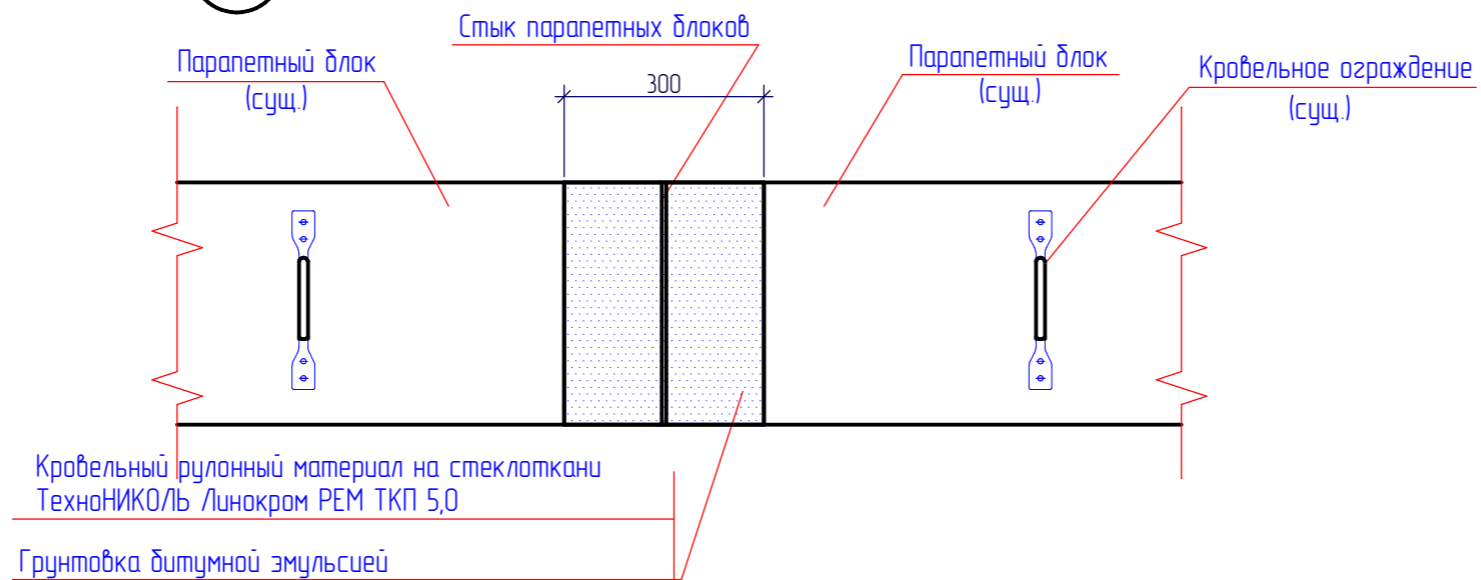 Стык парапетных блоков
Парапетный блок
(сущ.)
300
Парапетный блок
(сущ.)
Кровельное ограждение
(сущ.)
Кровельный рулонный материал на стеклоткани
ТехноНИКОЛЬ Линокром РЕМ ТКП 5,0
Грунтовка битумной эмульсией